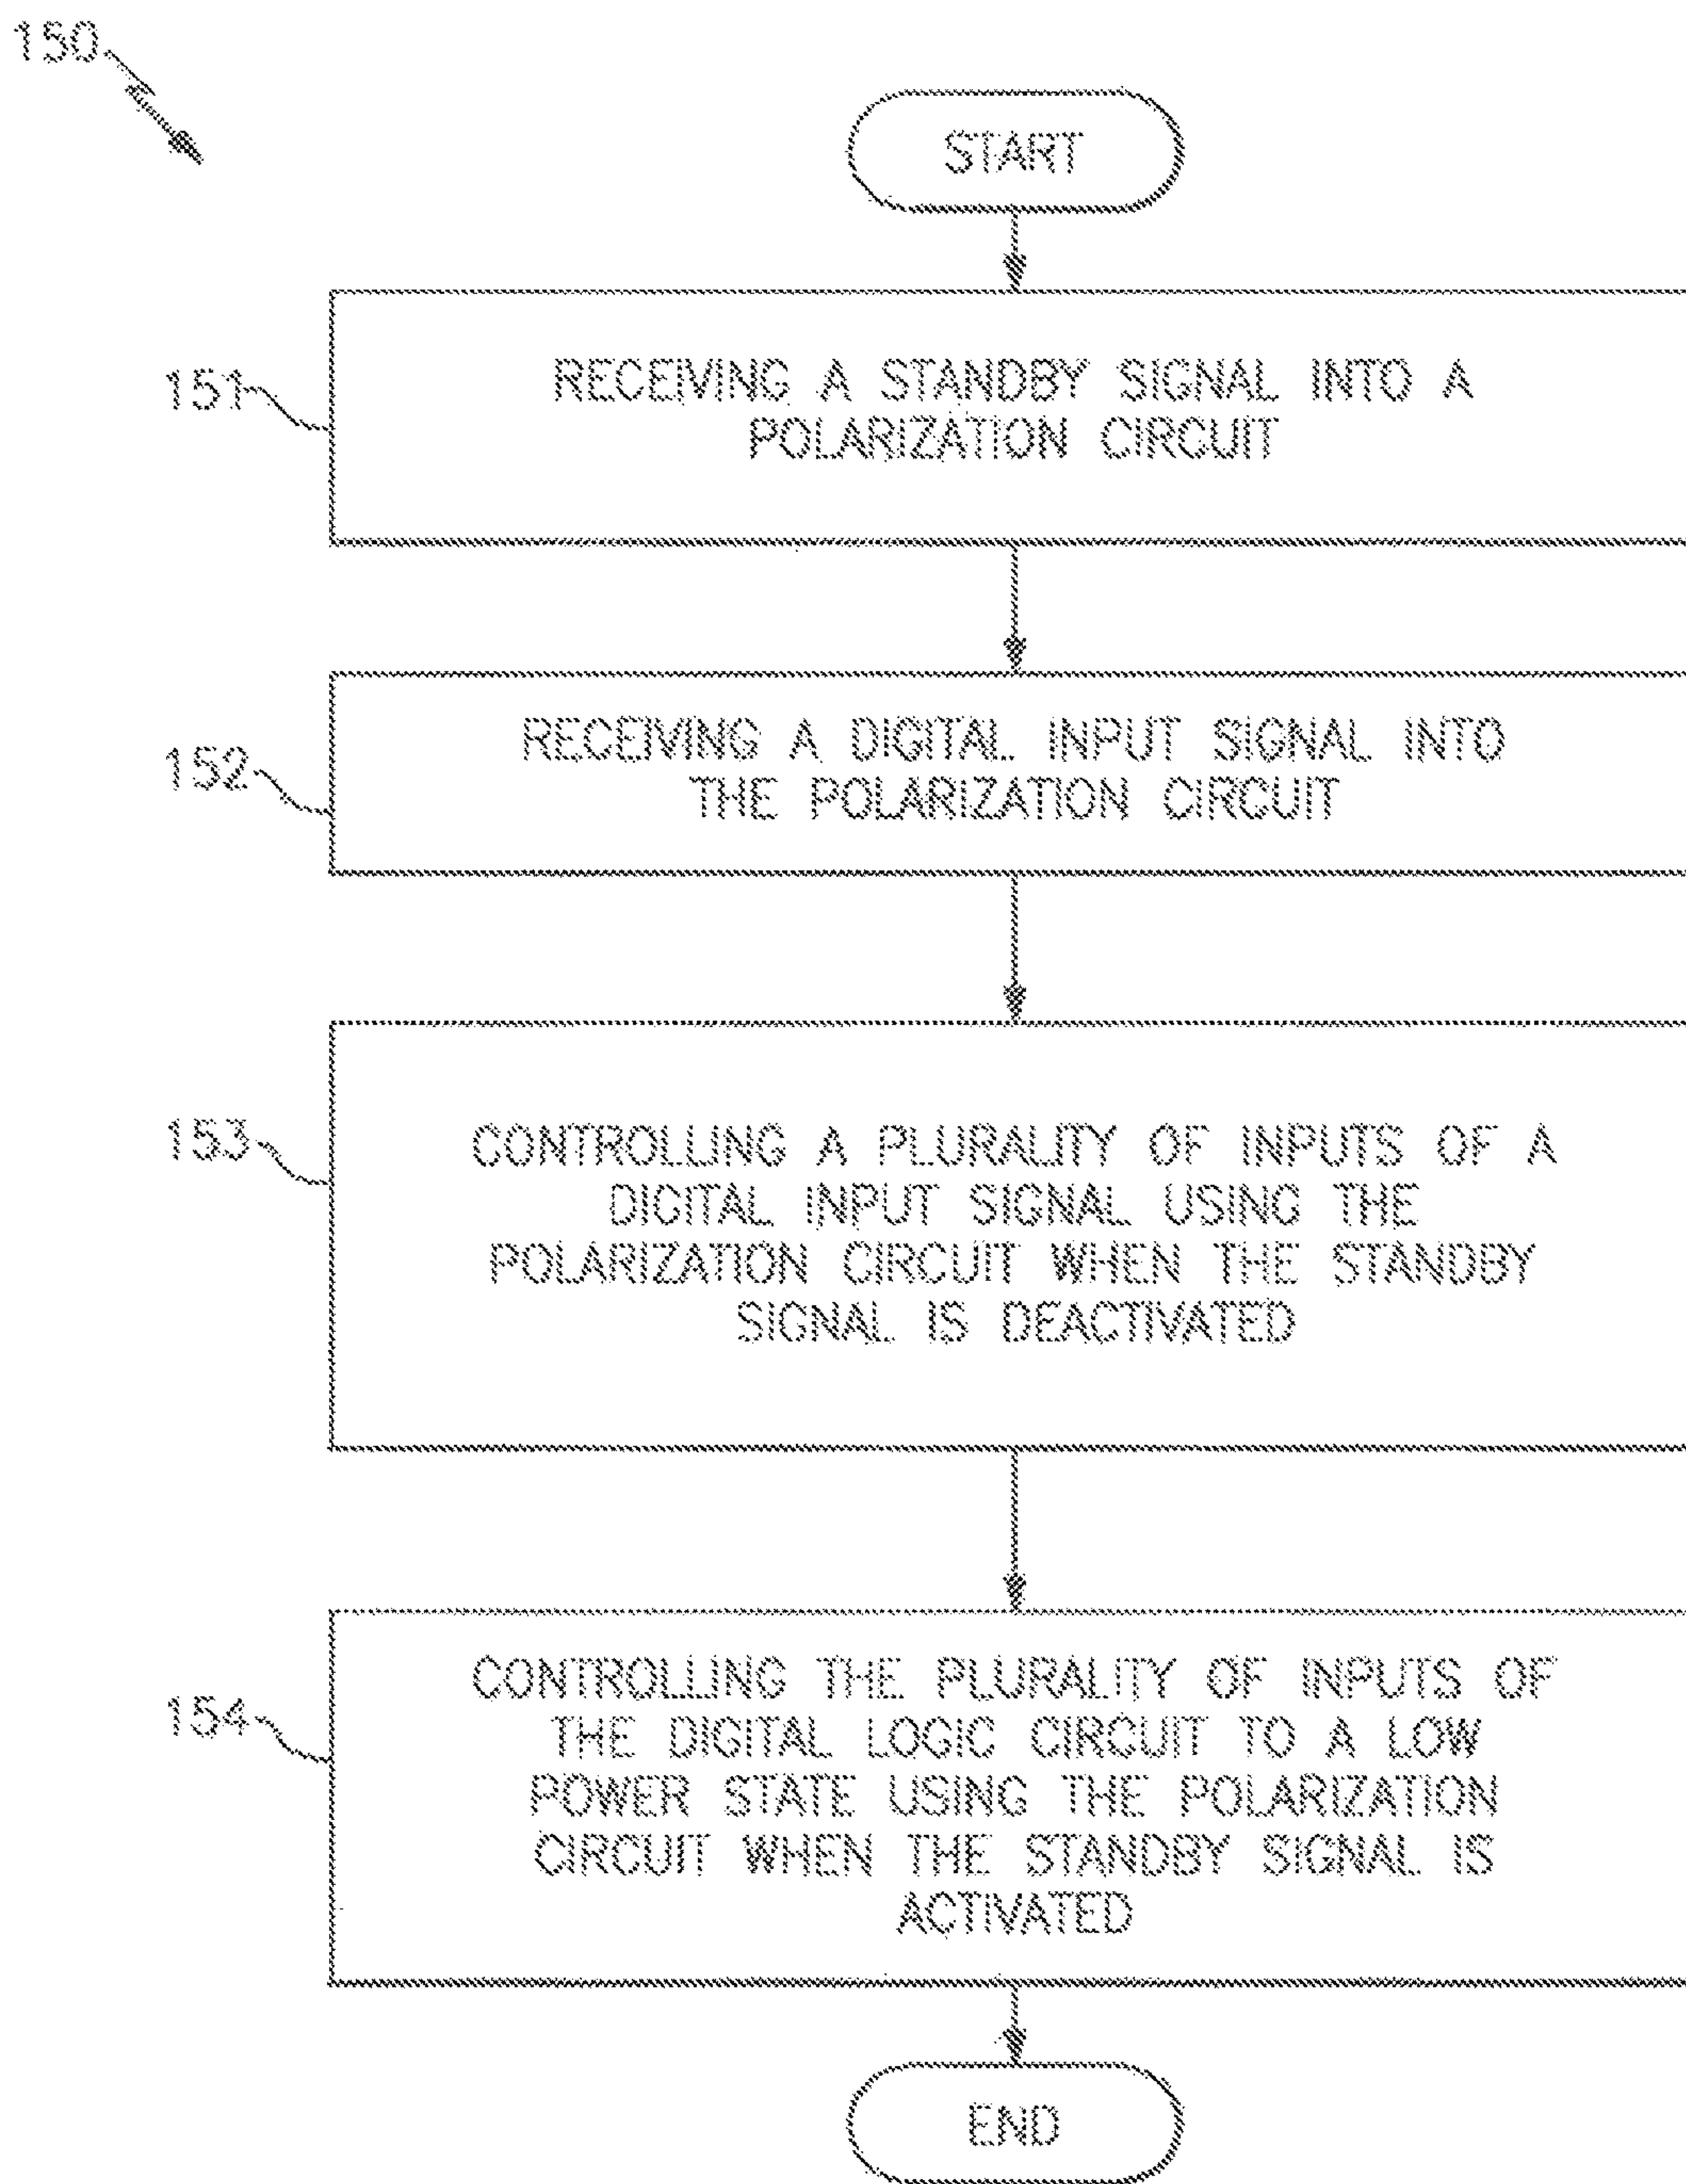 150
START
151
RECEIVING A STANDBY SIGNAL INTO A
POLARIZATION CIRCUIT
152
RECEIVING A DIGITAL INPUT SIGNAL INTO
THE POLARIZATION CIRCUIT
153
CONTROLLING A PLURALITY OF INPUTS OF A
DIGITAL INPUT SIGNAL USING THE
POLARIZATION CIRCUIT WHEN THE STANDBY
SIGNAL IS DEACTIVATED
154
CONTROLLING THE PLURALITY OF INPUTS OF
THE DIGITAL LOGIC CIRCUIT TO A LOW
POWER STATE USING THE POLARIZATION
CIRCUIT WHEN THE STANDBY SIGNAL IS
ACTIVATED
END